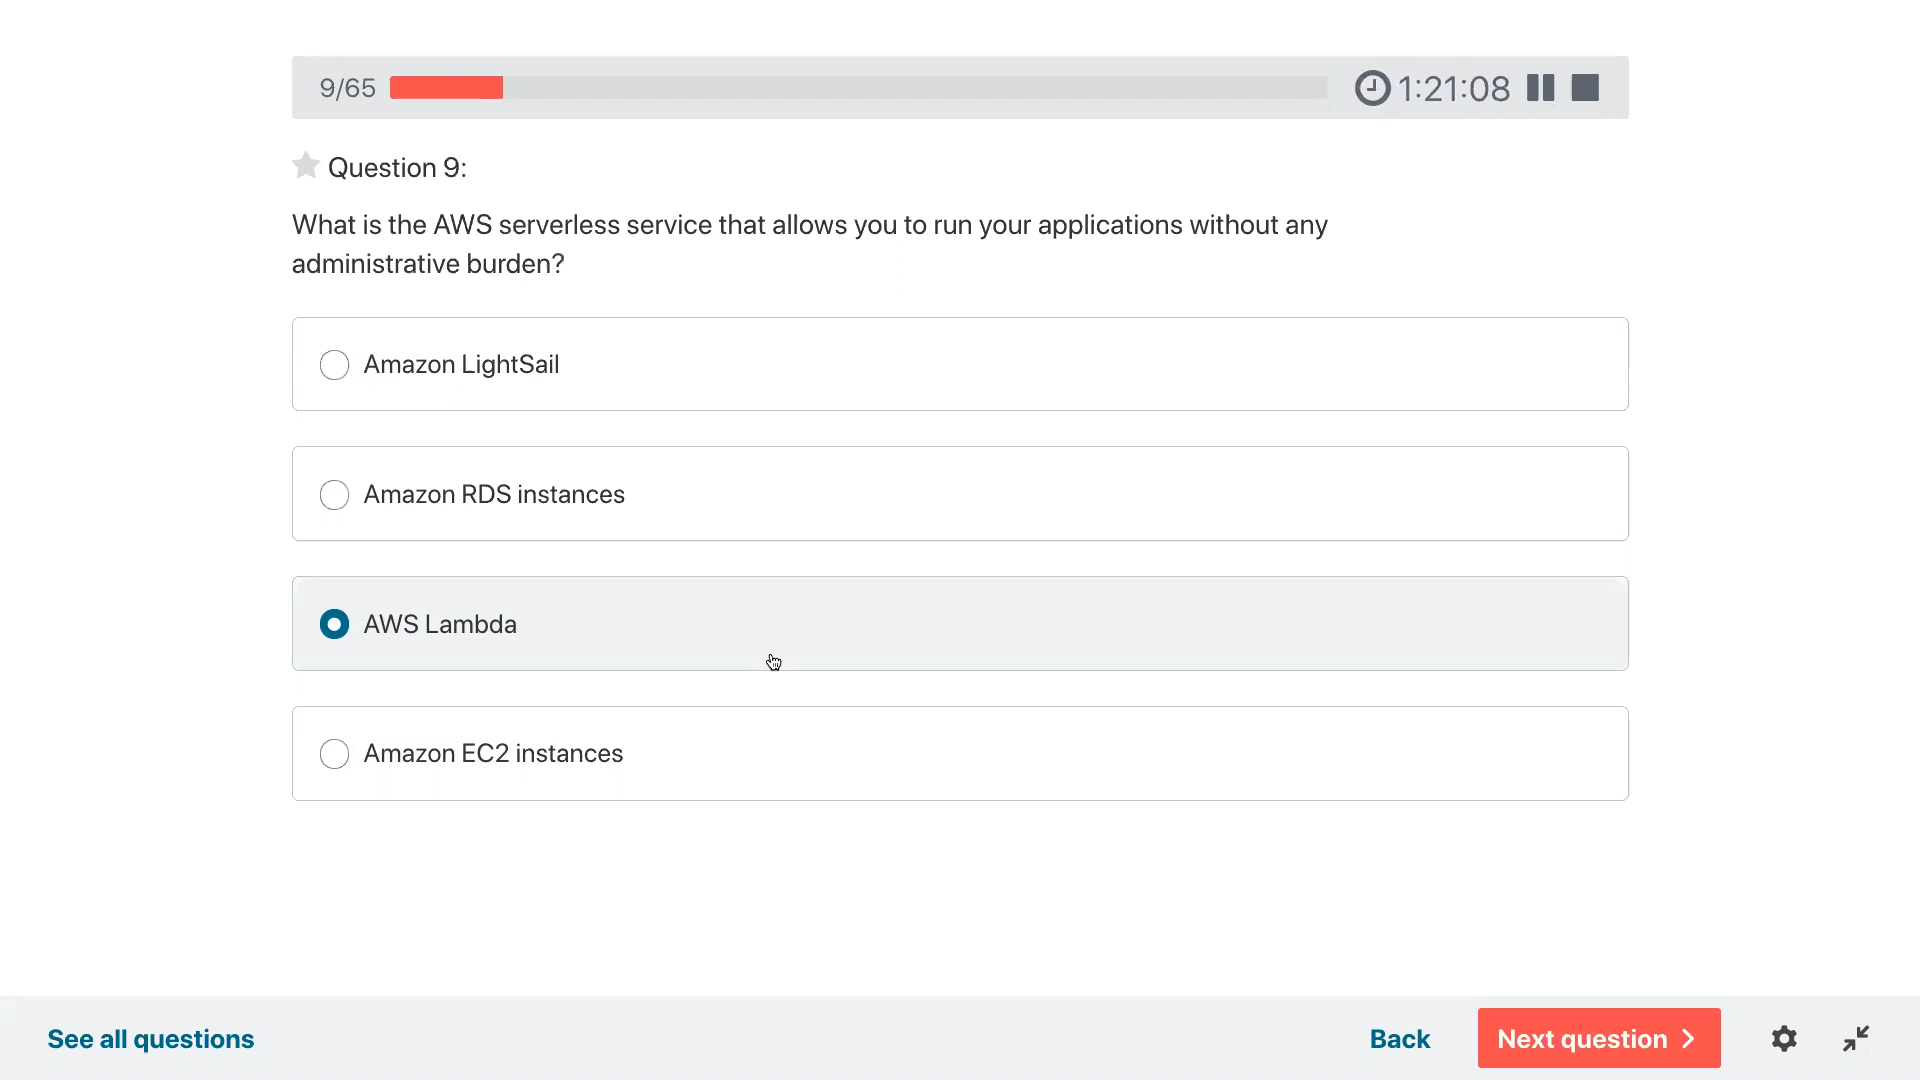 9/65
1:21:08
Question 9:
What is the AWS serverless service that allows you to run your applications without any
administrative burden?
Amazon LightSail
Amazon RDS instances
AWS Lambda
Amazon EC2 instances
See all questions
Back
Next question